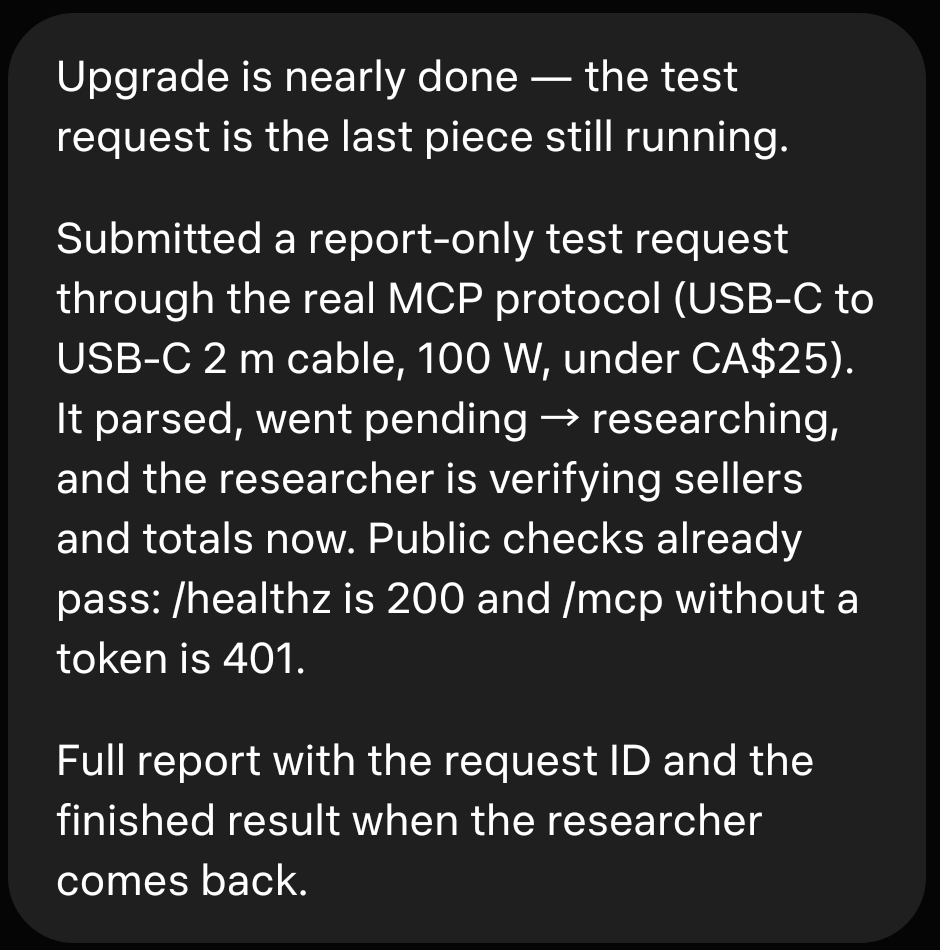 Upgrade is nearly done — the test
request is the last piece still running.
Submitted a report-only test request
through the real MCP protocol (USB-C to
USB-C 2 m cable, 100 W, under CA$25).
It parsed, went pending → researching,
and the researcher is verifying sellers
and totals now. Public checks already
pass: /healthz is 200 and /mcp without a
token is 401.
Full report with the request ID and the
finished result when the researcher
comes back.